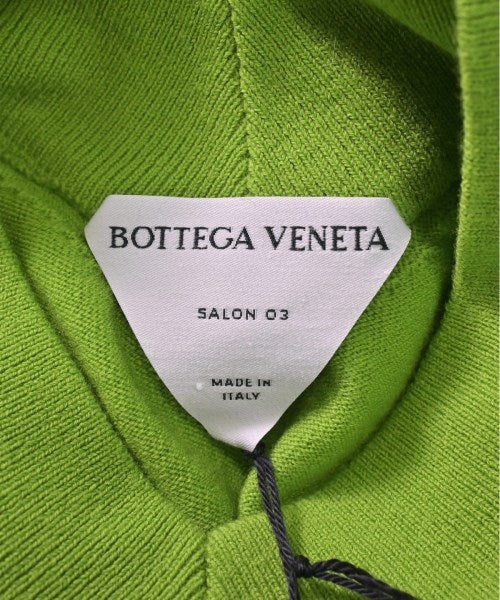 BOTTEGA VENETA
SALON 03
MADE IN
ITALY